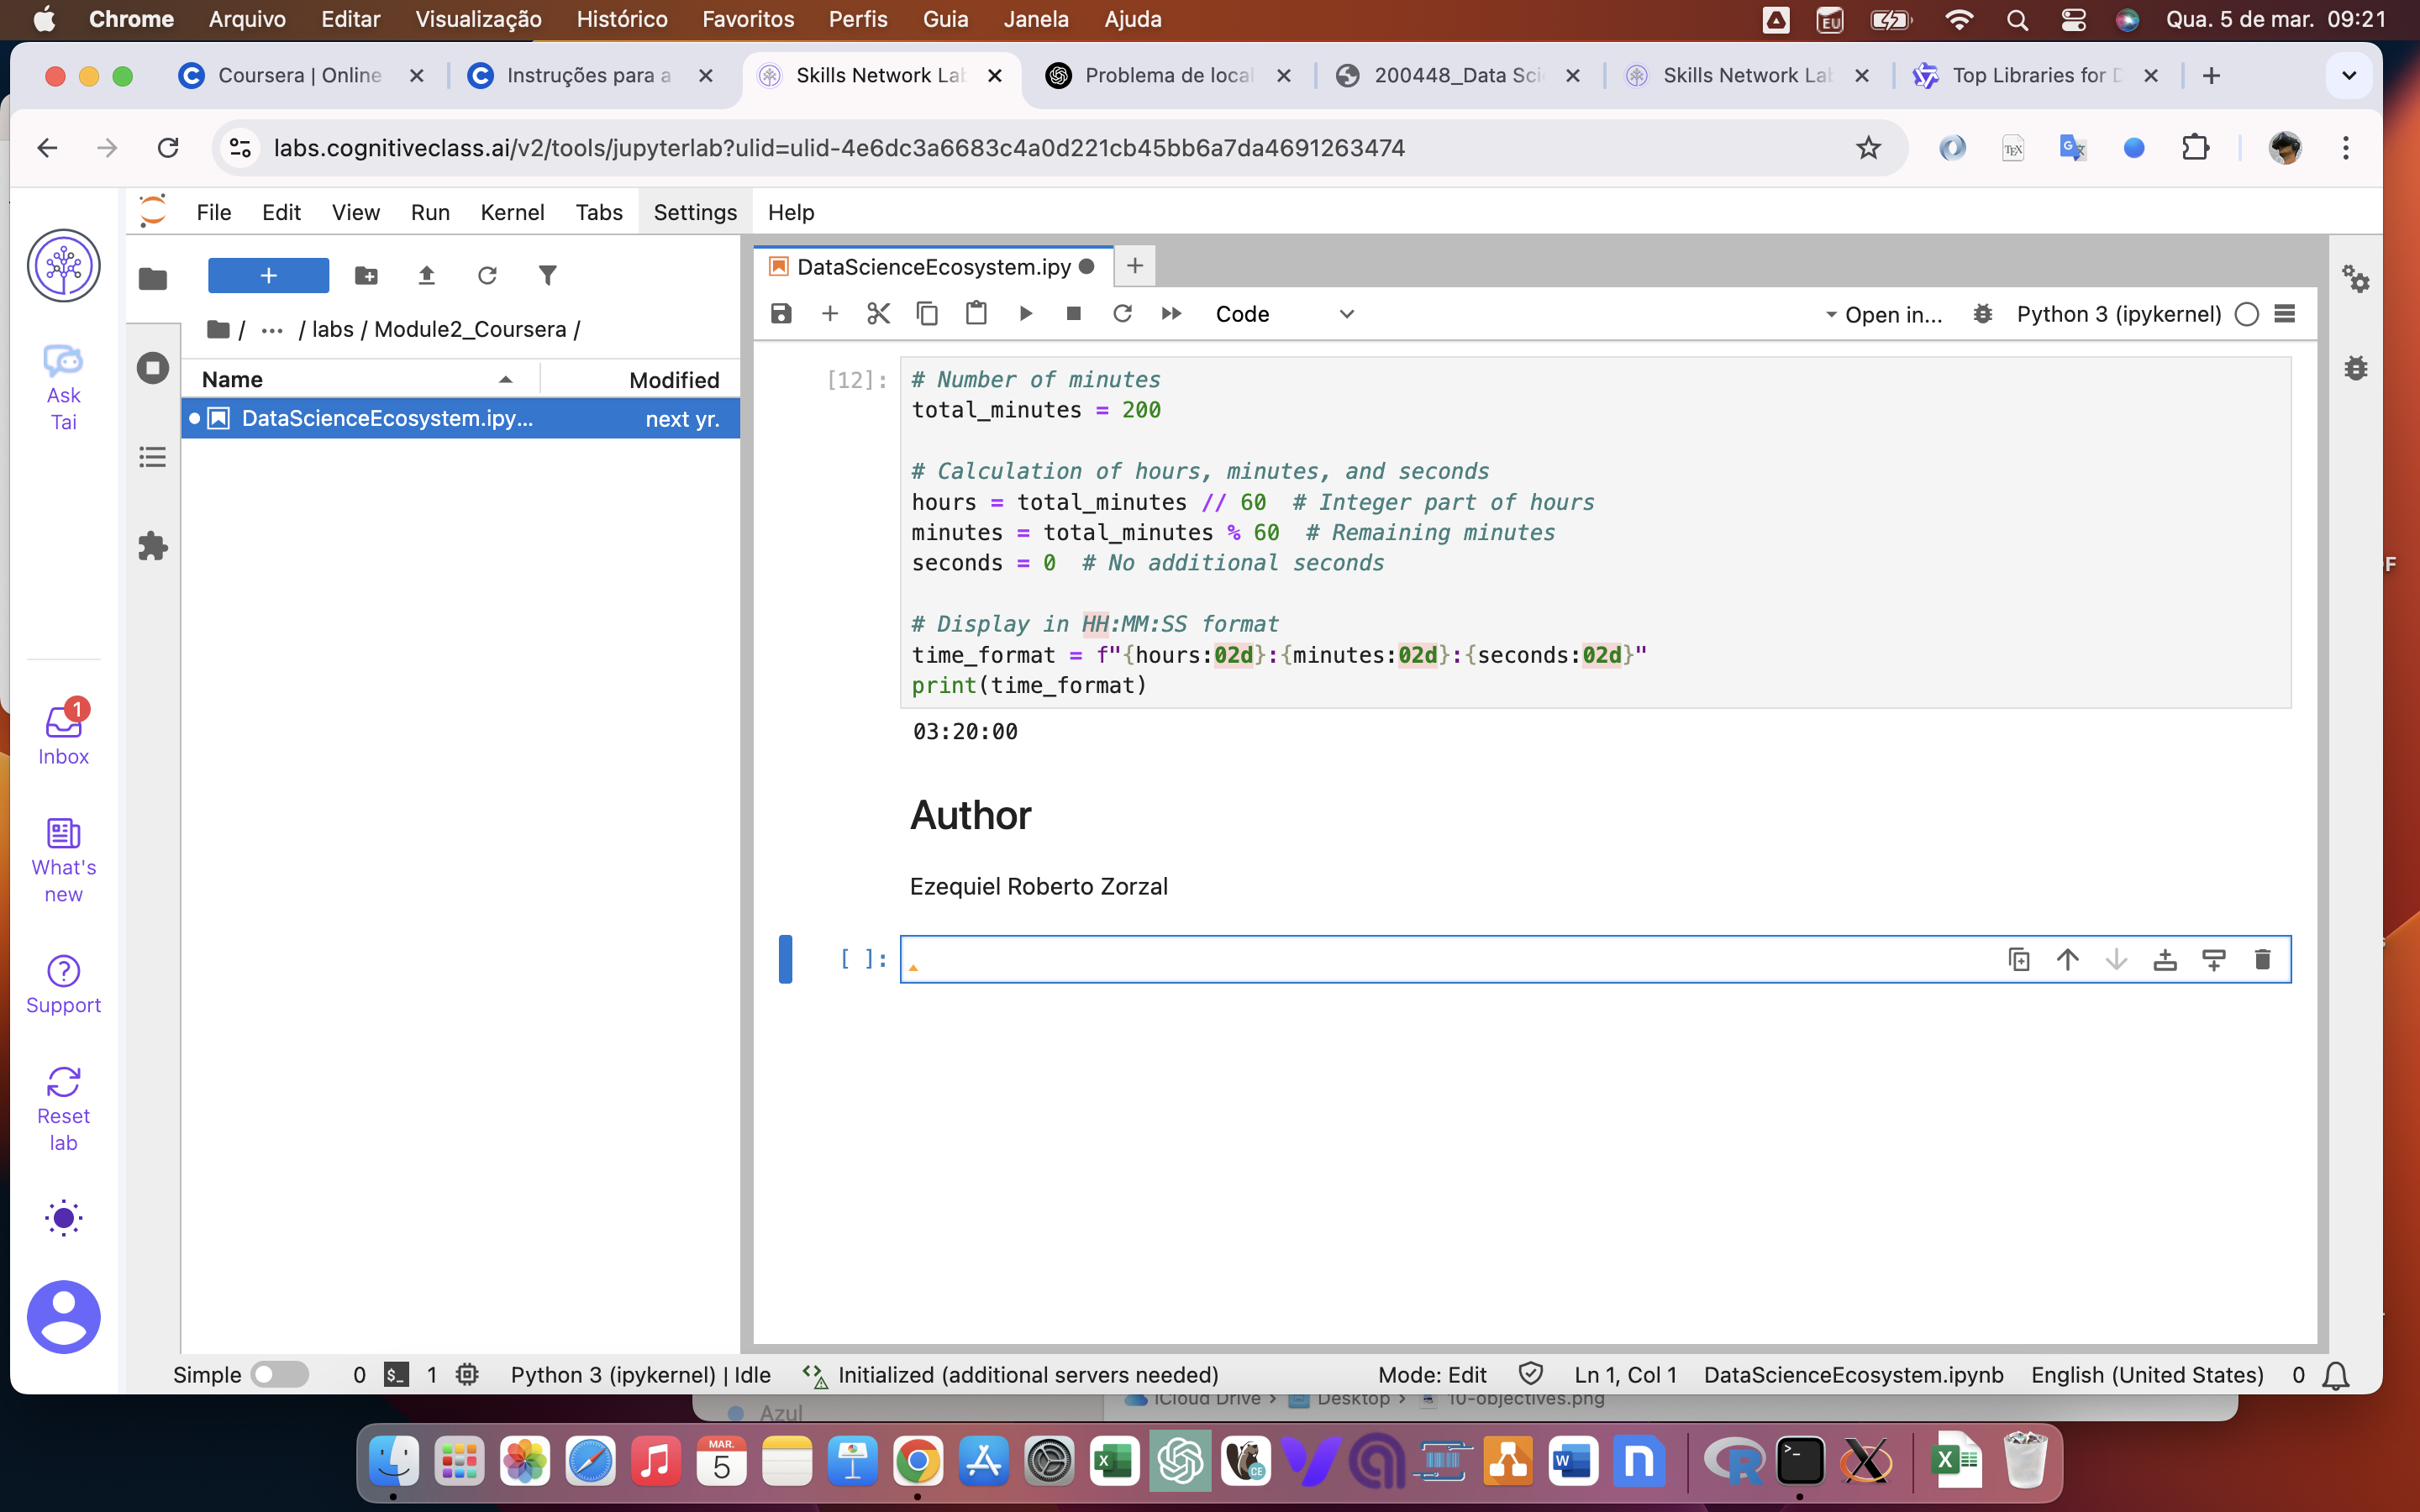 Chrome Arquivo Editar Visualização Histórico Favoritos Perfis Guia Janela Ajuda EU Qua. 5 de mar. 09:21
Coursera | Online Instruções para a Skills Network Lab Problema de local 200448_Data Sci Skills Network Lab Top Libraries for D
labs.cognitiveclass.ai/v2/tools/jupyterlab?ulid=ulid-4e6dc3a6683c4a0d221cb45bb6a7da4691263474
File Edit View Run Kernel Tabs Settings Help
DataScienceEcosystem.ipy
Code Open in... Python 3 (ipykernel)
/ ... / labs / Module2_Coursera /
Name Modified
DataScienceEcosystem.ipy... next yr.
Ask
Tai
Inbox
1
What's
new
Support
Reset
lab
[12]: # Number of minutes
total_minutes = 200
# Calculation of hours, minutes, and seconds
hours = total_minutes // 60 # Integer part of hours
minutes = total_minutes % 60 # Remaining minutes
seconds = 0 # No additional seconds
# Display in HH:MM:SS format
time_format = f"{hours:02d}:{minutes:02d}:{seconds:02d}"
print(time_format)
03:20:00
Author
Ezequiel Roberto Zorzal
[ ]:
Simple 0 $_ 1 Python 3 (ipykernel) | Idle Initialized (additional servers needed) Mode: Edit Ln 1, Col 1 DataScienceEcosystem.ipynb English (United States) 0
Azul iCloud Drive › Desktop › 10-objectives.png
MAR.
5